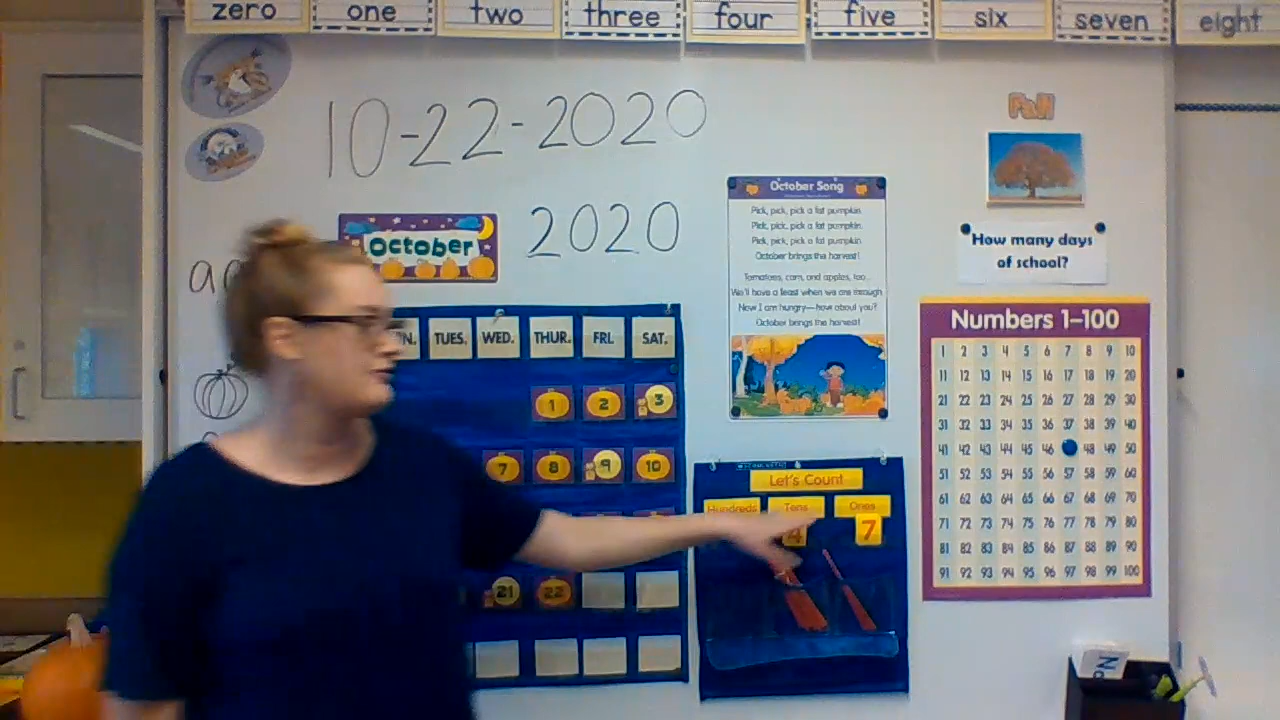 zero one two three four five six seven eight
10-22-2020
2020
October
TUES. WED. THUR. FRI. SAT.
1 2 3
7 8 9 10
21 22
October Song
Pick, pick, pick a fat pumpkin.
Pick, pick, pick a fat pumpkin.
Pick, pick, pick a fat pumpkin.
October brings the harvest!
Tomatoes, corn, and apples, too.
We'll have a feast when we are through.
Now I am hungry—how about you?
October brings the harvest!
Let's Count
Hundreds Tens Ones
4 7
Fall
How many days
of school?
Numbers 1–100
1 2 3 4 5 6 7 8 9 10
11 12 13 14 15 16 17 18 19 20
21 22 23 24 25 26 27 28 29 30
31 32 33 34 35 36 37 38 39 40
41 42 43 44 45 46 48 49 50
51 52 53 54 55 56 57 58 59 60
61 62 63 64 65 66 67 68 69 70
71 72 73 74 75 76 77 78 79 80
81 82 83 84 85 86 87 88 89 90
91 92 93 94 95 96 97 98 99 100
No